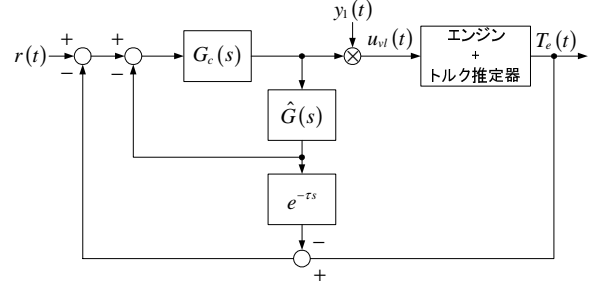 y₁(t)
r(t) + − + − G_c(s) u_vl(t) エンジン + トルク推定器 T_e(t)
Ĝ(s)
e^{−τs}
−
+